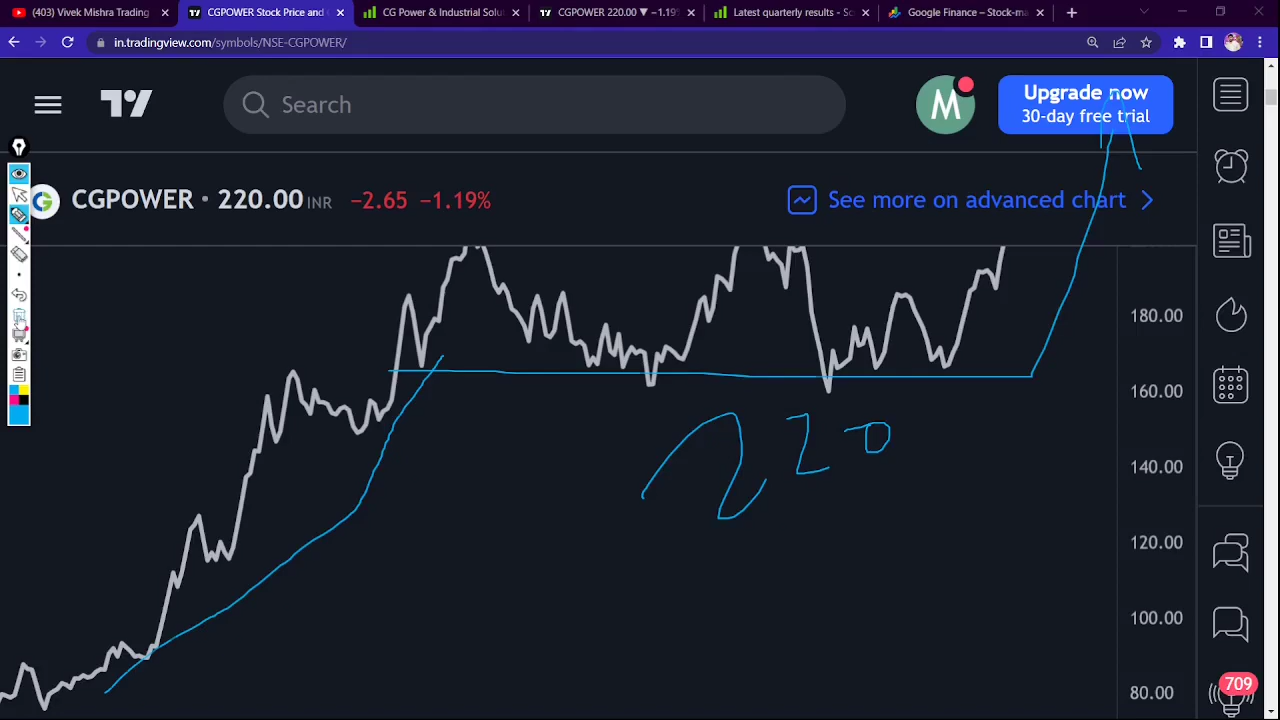 (403) Vivek Mishra Trading
CGPOWER Stock Price and
CG Power & Industrial Solu
CGPOWER 220.00 ▼ −1.19%
Latest quarterly results - Sc
Google Finance – Stock-ma
in.tradingview.com/symbols/NSE-CGPOWER/
Search
M
Upgrade now
30-day free trial
CGPOWER · 220.00 INR −2.65 −1.19%
See more on advanced chart
180.00
160.00
220
140.00
120.00
100.00
80.00
709